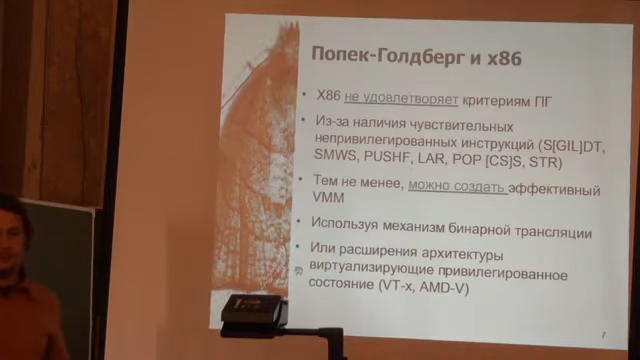 Попек-Голдберг и x86
• X86 не удовлетворяет критериям ПГ
• Из-за наличия чувствительных
непривилегированных инструкций (S[GIL]DT,
SMWS, PUSHF, LAR, POP [CS]S, STR)
• Тем не менее, можно создать эффективный
VMM
• Используя механизм бинарной трансляции
• Или расширения архитектуры
виртуализирующие привилегированное
состояние (VT-x, AMD-V)
7